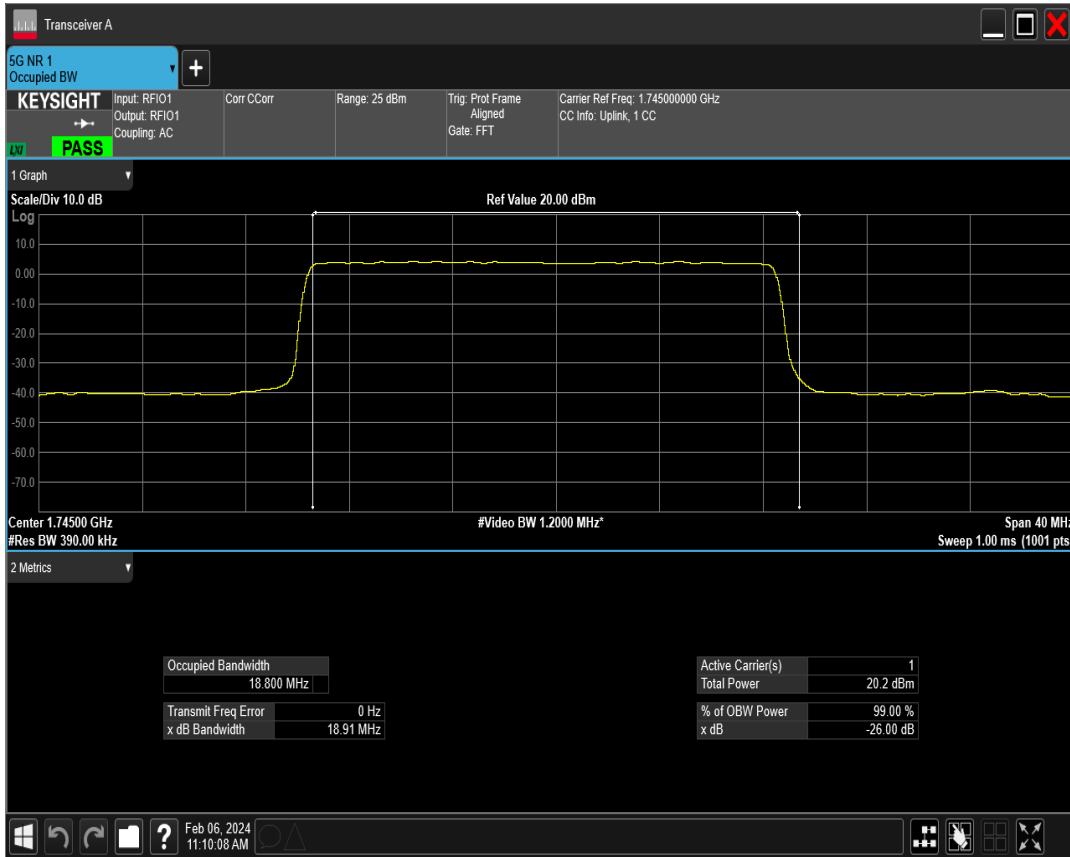 Transceiver A
5G NR 1
Occupied BW
+
KEYSIGHT
LXI
PASS
Input: RFIO1
Output: RFIO1
Coupling: AC
Corr CCorr
Range: 25 dBm
Trig: Prot Frame
Aligned
Gate: FFT
Carrier Ref Freq: 1.745000000 GHz
CC Info: Uplink, 1 CC
1 Graph
Scale/Div 10.0 dB
Ref Value 20.00 dBm
Log
10.0
0.00
-10.0
-20.0
-30.0
-40.0
-50.0
-60.0
-70.0
Center 1.74500 GHz
#Video BW 1.2000 MHz*
Span 40 MHz
#Res BW 390.00 kHz
Sweep 1.00 ms (1001 pts
2 Metrics
Occupied Bandwidth
18.800 MHz
Transmit Freq Error 0 Hz
x dB Bandwidth 18.91 MHz
Active Carrier(s) 1
Total Power 20.2 dBm
% of OBW Power 99.00 %
x dB -26.00 dB
?
Feb 06, 2024
11:10:08 AM